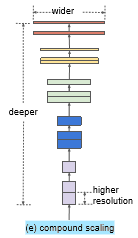 wider
deeper
higher
resolution
(e) compound scaling